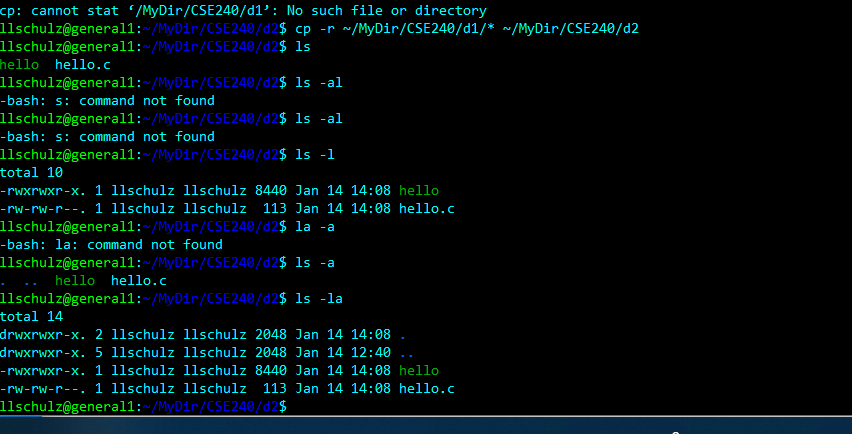 cp: cannot stat ‘/MyDir/CSE240/d1’: No such file or directory
llschulz@general1:~/MyDir/CSE240/d2$ cp -r ~/MyDir/CSE240/d1/* ~/MyDir/CSE240/d2
llschulz@general1:~/MyDir/CSE240/d2$ ls
hello  hello.c
llschulz@general1:~/MyDir/CSE240/d2$ ls -al
-bash: s: command not found
llschulz@general1:~/MyDir/CSE240/d2$ ls -al
-bash: s: command not found
llschulz@general1:~/MyDir/CSE240/d2$ ls -l
total 10
-rwxrwxr-x. 1 llschulz llschulz 8440 Jan 14 14:08 hello
-rw-rw-r--. 1 llschulz llschulz  113 Jan 14 14:08 hello.c
llschulz@general1:~/MyDir/CSE240/d2$ la -a
-bash: la: command not found
llschulz@general1:~/MyDir/CSE240/d2$ ls -a
.  ..  hello  hello.c
llschulz@general1:~/MyDir/CSE240/d2$ ls -la
total 14
drwxrwxr-x. 2 llschulz llschulz 2048 Jan 14 14:08 .
drwxrwxr-x. 5 llschulz llschulz 2048 Jan 14 12:40 ..
-rwxrwxr-x. 1 llschulz llschulz 8440 Jan 14 14:08 hello
-rw-rw-r--. 1 llschulz llschulz  113 Jan 14 14:08 hello.c
llschulz@general1:~/MyDir/CSE240/d2$